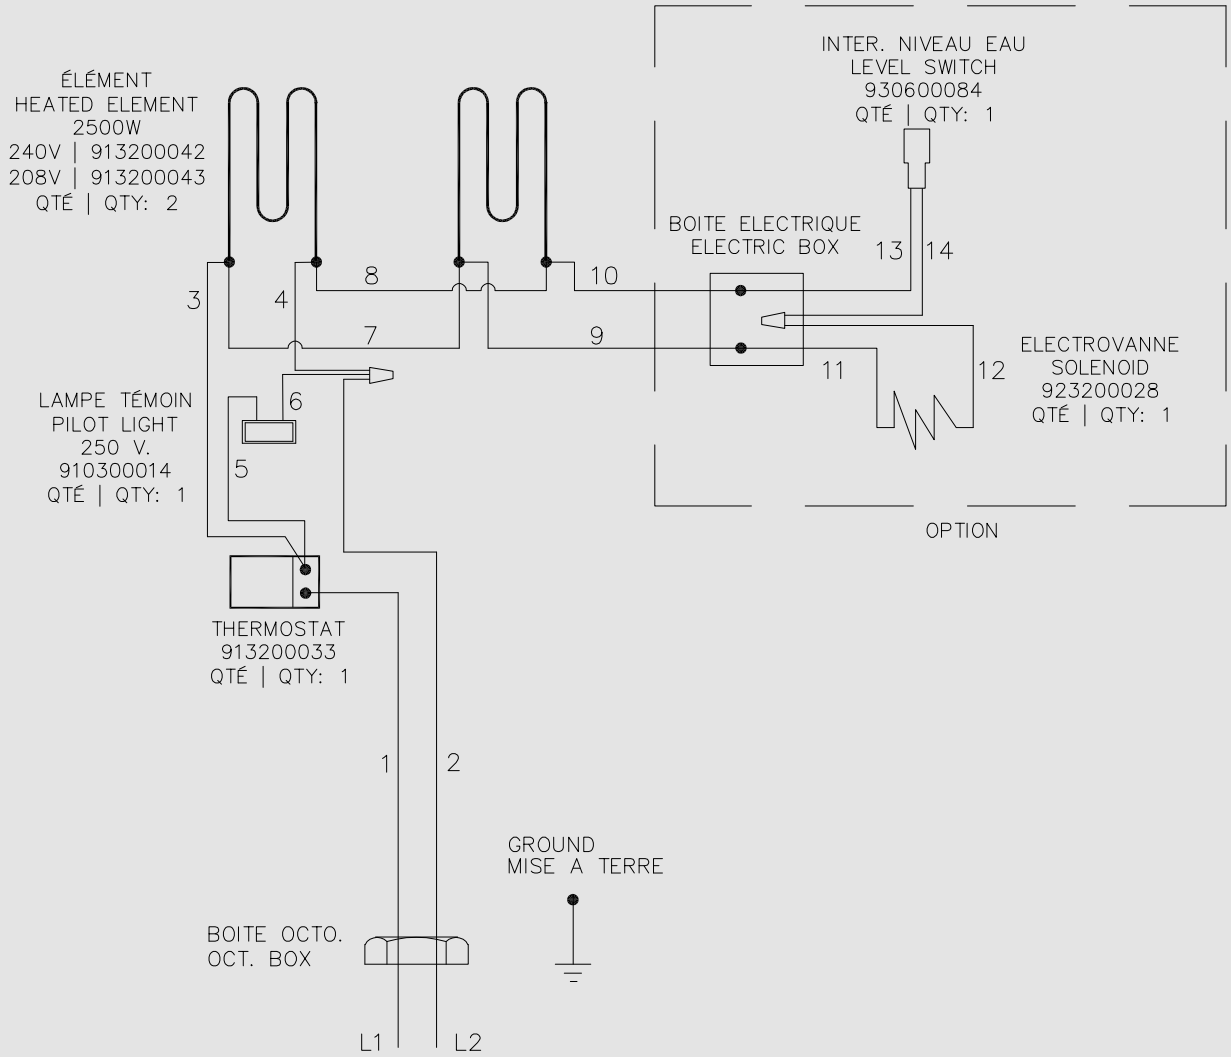 ÉLÉMENT
HEATED ELEMENT
2500W
240V | 913200042
208V | 913200043
QTÉ | QTY: 2
INTER. NIVEAU EAU
LEVEL SWITCH
930600084
QTÉ | QTY: 1
BOITE ELECTRIQUE
ELECTRIC BOX
13
14
3
4
8
10
7
9
11
12
ELECTROVANNE
SOLENOID
923200028
QTÉ | QTY: 1
LAMPE TÉMOIN
PILOT LIGHT
250 V.
910300014
QTÉ | QTY: 1
6
5
OPTION
THERMOSTAT
913200033
QTÉ | QTY: 1
1
2
GROUND
MISE A TERRE
BOITE OCTO.
OCT. BOX
L1
L2